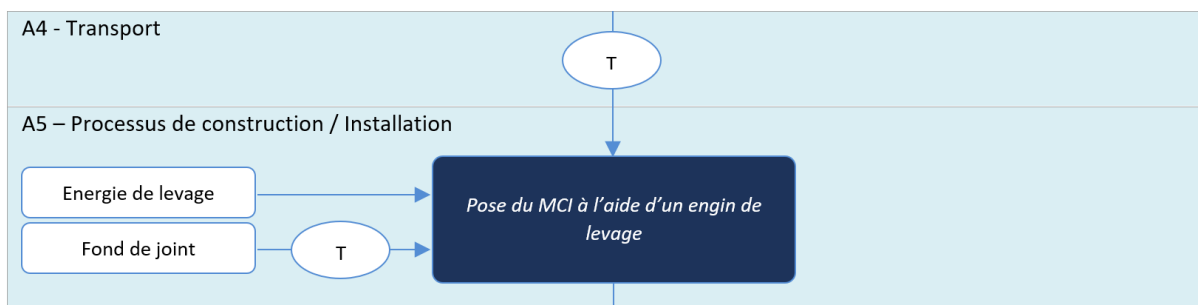 A4 - Transport
T
A5 – Processus de construction / Installation
Energie de levage
Pose du MCI à l’aide d’un engin de
levage
Fond de joint
T